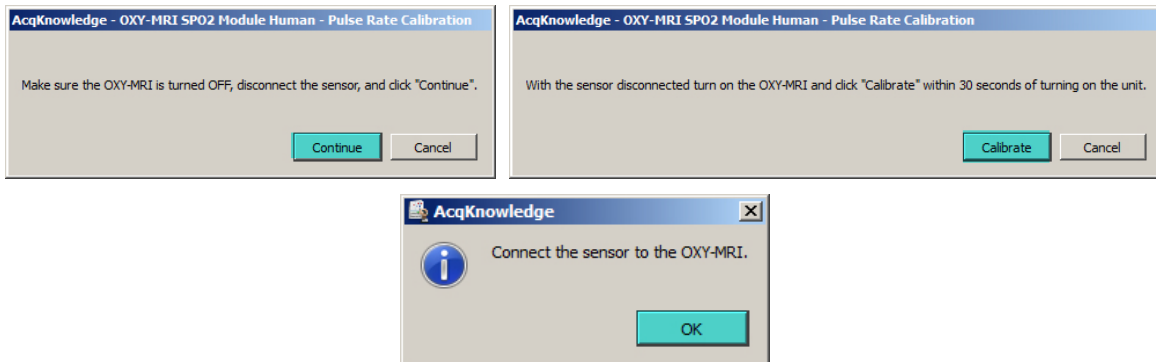 AcqKnowledge - OXY-MRI SPO2 Module Human - Pulse Rate Calibration
Make sure the OXY-MRI is turned OFF, disconnect the sensor, and click "Continue".
Continue
Cancel
AcqKnowledge - OXY-MRI SPO2 Module Human - Pulse Rate Calibration
With the sensor disconnected turn on the OXY-MRI and click "Calibrate" within 30 seconds of turning on the unit.
Calibrate
Cancel
AcqKnowledge
Connect the sensor to the OXY-MRI.
OK